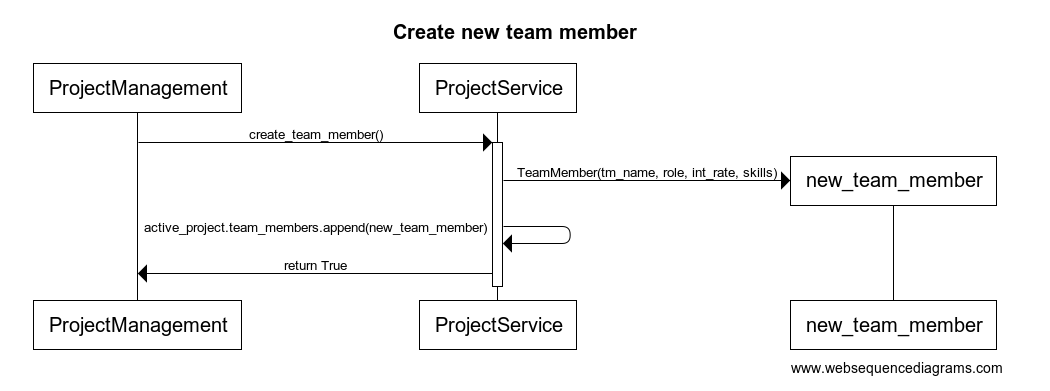 Create new team member
ProjectManagement
ProjectService
create_team_member()
TeamMember(tm_name, role, int_rate, skills)
new_team_member
active_project.team_members.append(new_team_member)
return True
ProjectManagement
ProjectService
new_team_member
www.websequencediagrams.com